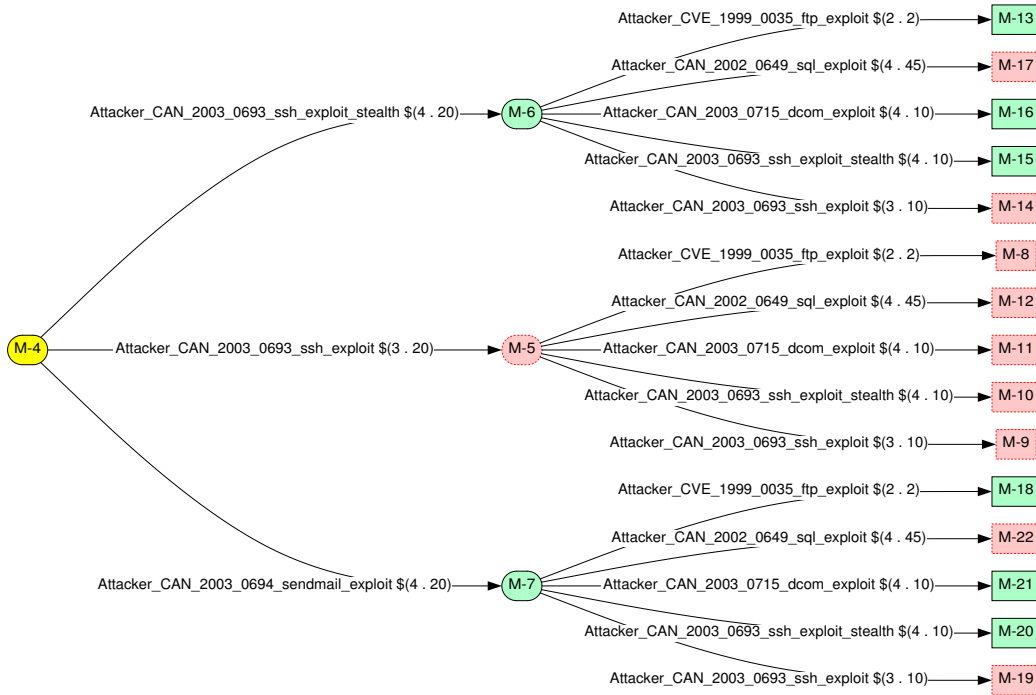 Attacker_CVE_1999_0035_ftp_exploit $(2 . 2) M-13
Attacker_CAN_2002_0649_sql_exploit $(4 . 45) M-17
Attacker_CAN_2003_0693_ssh_exploit_stealth $(4 . 20) M-6 Attacker_CAN_2003_0715_dcom_exploit $(4 . 10) M-16
Attacker_CAN_2003_0693_ssh_exploit_stealth $(4 . 10) M-15
Attacker_CAN_2003_0693_ssh_exploit $(3 . 10) M-14
Attacker_CVE_1999_0035_ftp_exploit $(2 . 2) M-8
Attacker_CAN_2002_0649_sql_exploit $(4 . 45) M-12
M-4 Attacker_CAN_2003_0693_ssh_exploit $(3 . 20) M-5 Attacker_CAN_2003_0715_dcom_exploit $(4 . 10) M-11
Attacker_CAN_2003_0693_ssh_exploit_stealth $(4 . 10) M-10
Attacker_CAN_2003_0693_ssh_exploit $(3 . 10) M-9
Attacker_CVE_1999_0035_ftp_exploit $(2 . 2) M-18
Attacker_CAN_2002_0649_sql_exploit $(4 . 45) M-22
Attacker_CAN_2003_0694_sendmail_exploit $(4 . 20) M-7 Attacker_CAN_2003_0715_dcom_exploit $(4 . 10) M-21
Attacker_CAN_2003_0693_ssh_exploit_stealth $(4 . 10) M-20
Attacker_CAN_2003_0693_ssh_exploit $(3 . 10) M-19